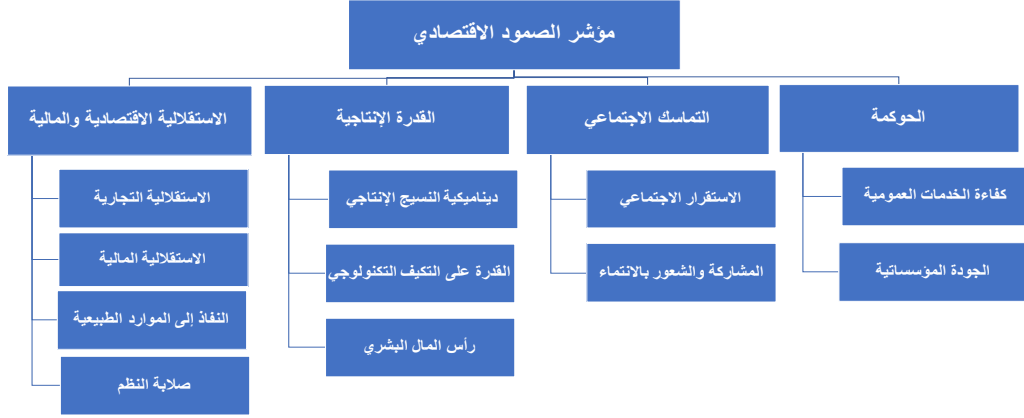 مؤشر الصمود الاقتصادي
الحوكمة
كفاءة الخدمات العمومية
الجودة المؤسساتية
التماسك الاجتماعي
الاستقرار الاجتماعي
المشاركة والشعور بالانتماء
القدرة الإنتاجية
ديناميكية النسيج الإنتاجي
القدرة على التكيف التكنولوجي
رأس المال البشري
الاستقلالية الاقتصادية والمالية
الاستقلالية التجارية
الاستقلالية المالية
النفاذ إلى الموارد الطبيعية
صلابة النظم